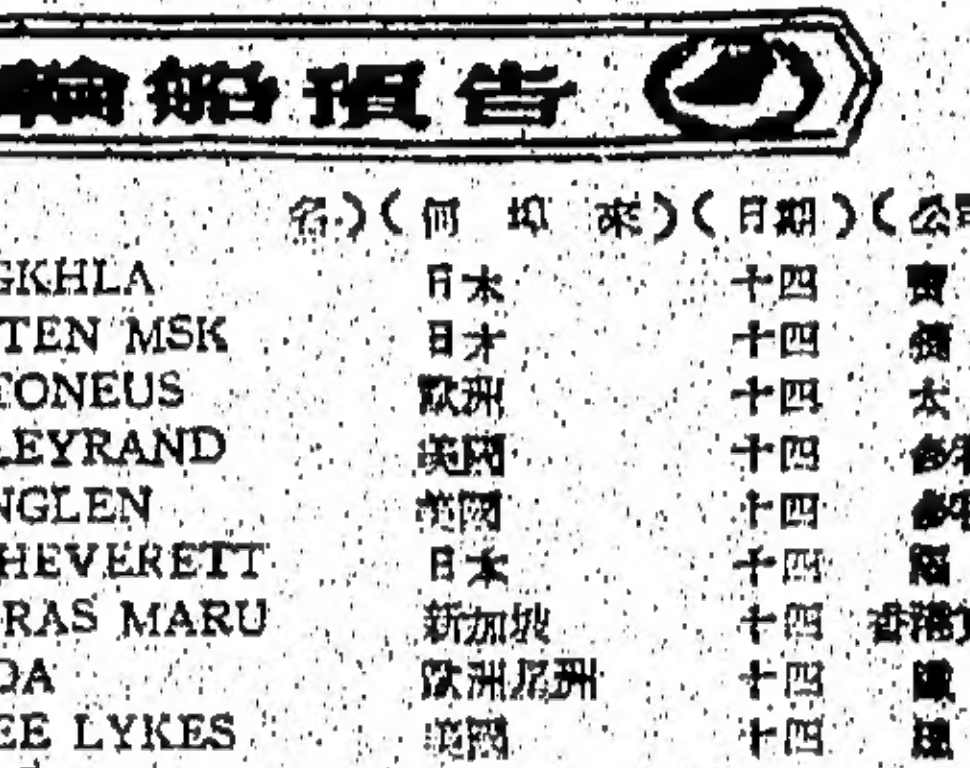 輪船預告
名)(何埠來)(日期)(公司
GKHLA 日本 十四
TEN MSK 日本 十四
TONEUS 歐洲 十四 太
LEYRAND 美國 十四
NGLEN 美國 十四
HEVERETT 日本 十四
RAS MARU 新加坡 十四 香港
DA 歐洲 十四
EE LYKES 美國 十四